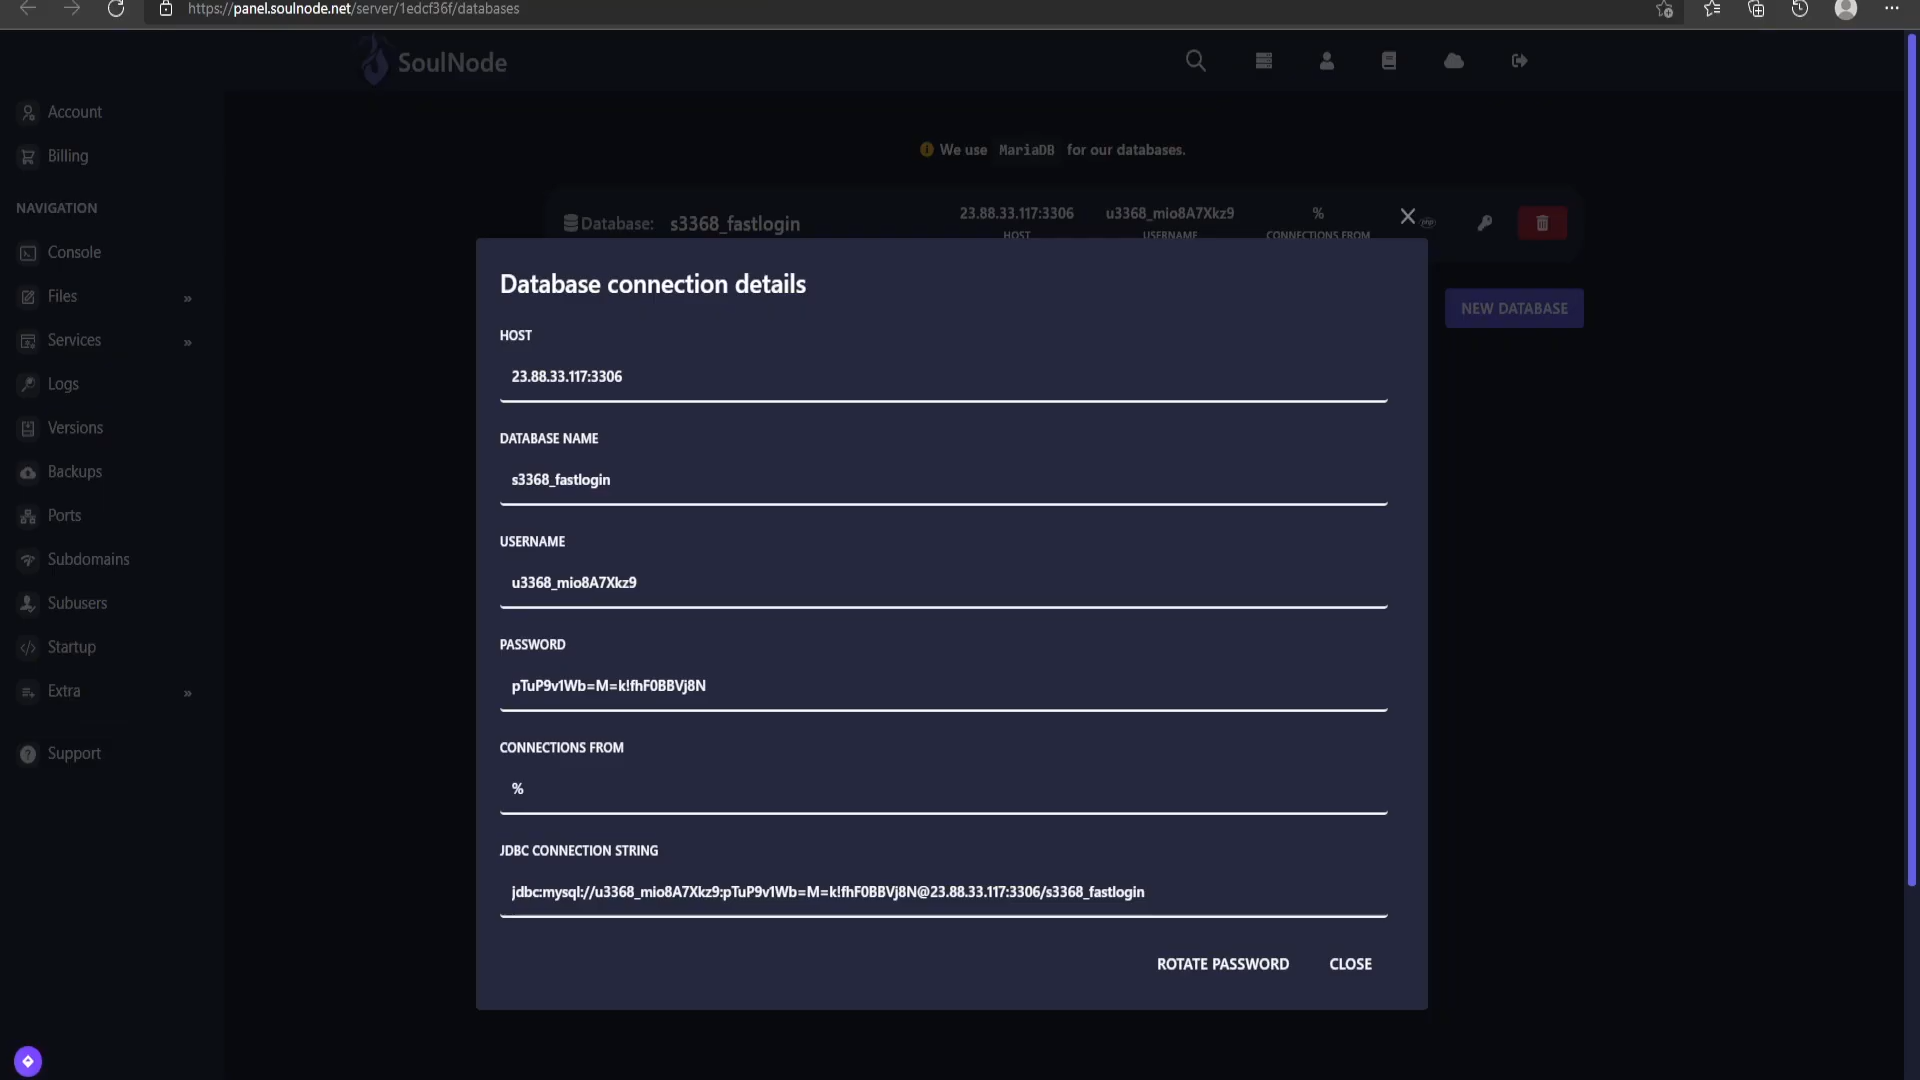 https://panel.soulnode.net/server/1edcf36f/databases
SoulNode
Account
Billing
NAVIGATION
Console
Files »
Services »
Logs
Versions
Backups
Ports
Subdomains
Subusers
Startup
Extra »
Support
We use MariaDB for our databases.
Database: s3368_fastlogin
23.88.33.117:3306
HOST
u3368_mio8A7Xkz9
USERNAME
%
CONNECTIONS FROM
NEW DATABASE
Database connection details
HOST
23.88.33.117:3306
DATABASE NAME
s3368_fastlogin
USERNAME
u3368_mio8A7Xkz9
PASSWORD
pTuP9v1Wb=M=k!fhF0BBVj8N
CONNECTIONS FROM
%
JDBC CONNECTION STRING
jdbc:mysql://u3368_mio8A7Xkz9:pTuP9v1Wb=M=k!fhF0BBVj8N@23.88.33.117:3306/s3368_fastlogin
ROTATE PASSWORD
CLOSE